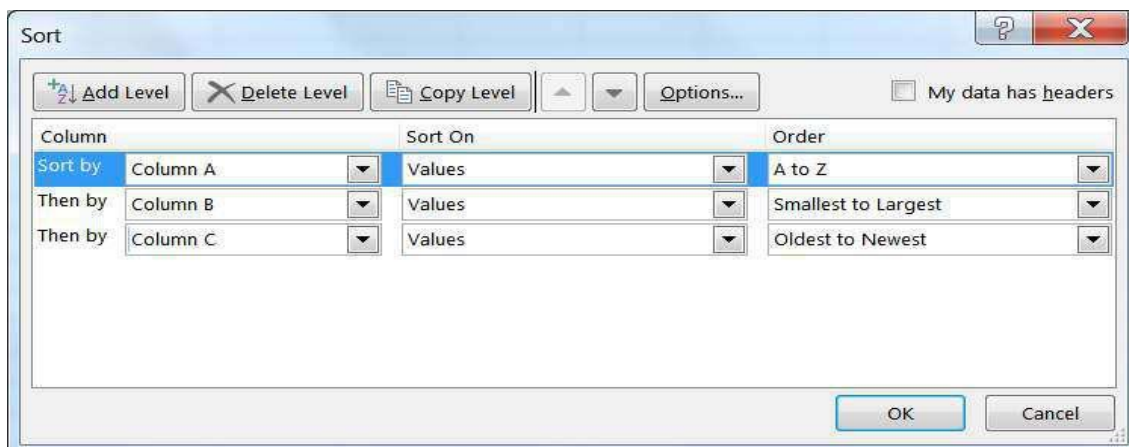 Sort
Add Level Delete Level Copy Level Options... My data has headers
Column Sort On Order
Sort by Column A Values A to Z
Then by Column B Values Smallest to Largest
Then by Column C Values Oldest to Newest
OK Cancel